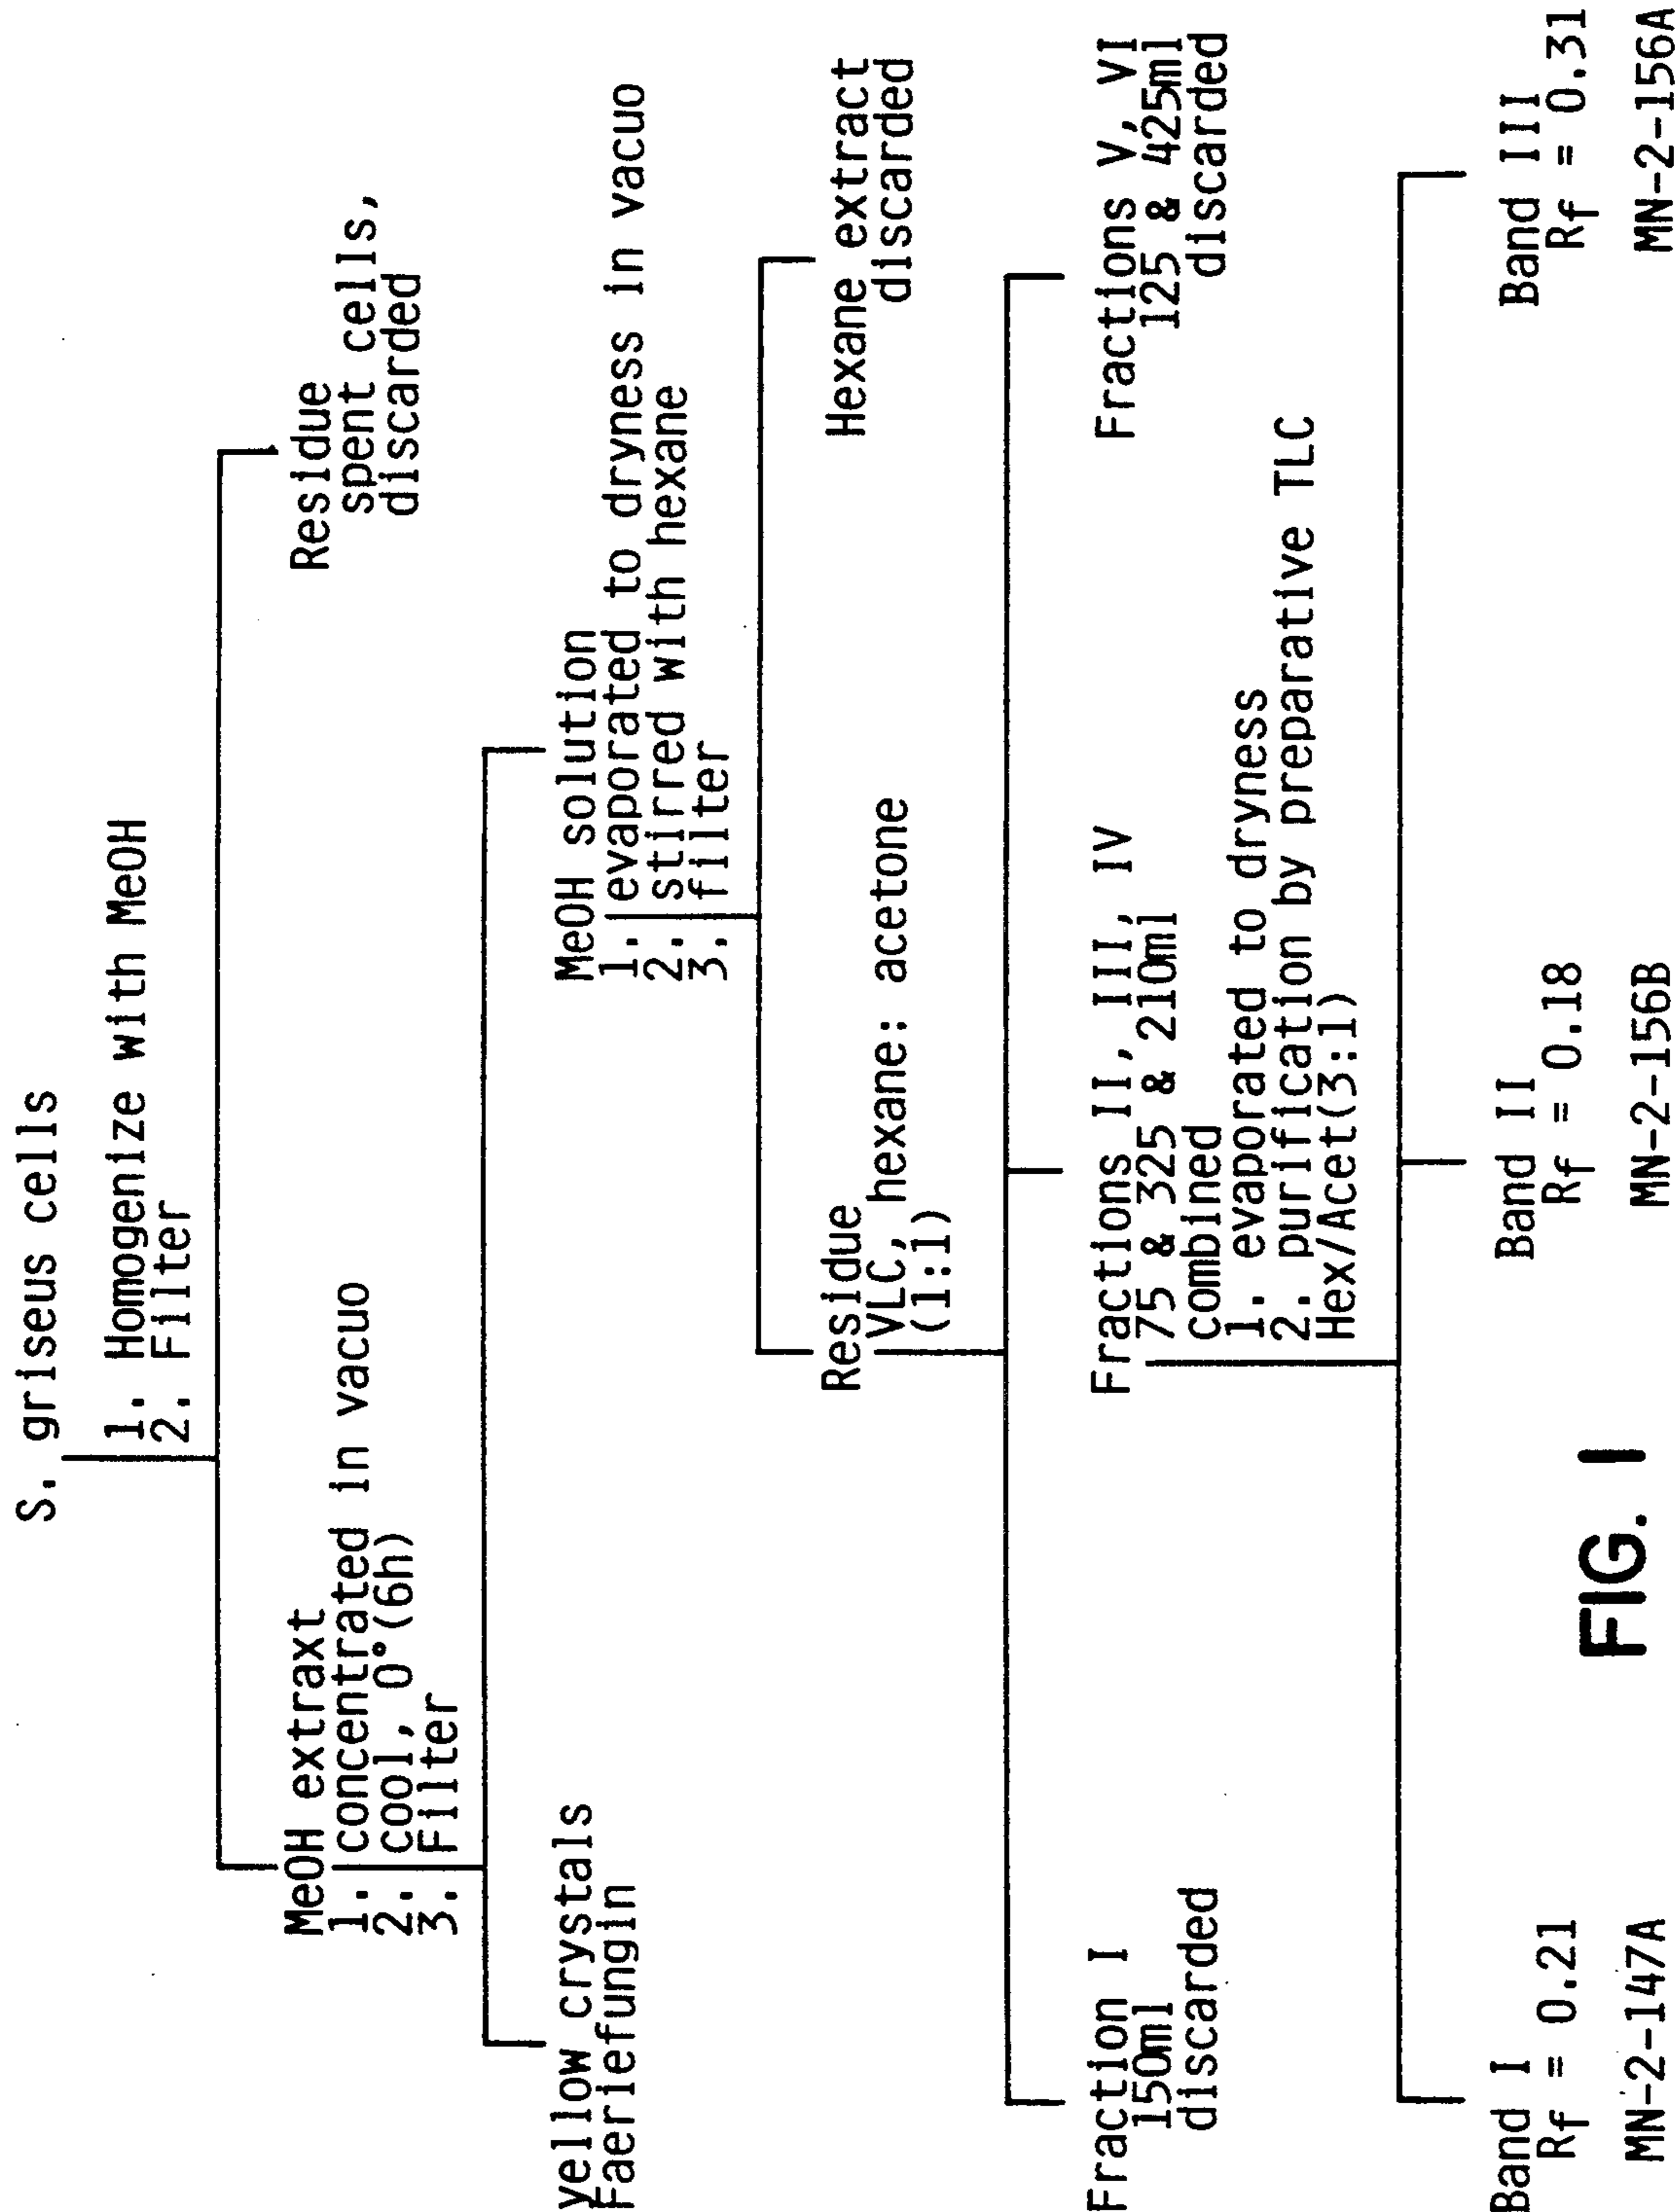 S. griseus cells
1. Homogenize with MeOH
2. Filter
MeOH extraxt
1. concentrated in vacuo
2. cool, 0°(6h)
3. Filter
Residue
spent cells,
discarded
yellow crystals
Faeriefungin
MeOH solution
1. evaporated to dryness in vacuo
2. stirred with hexane
3. filter
Residue
VLC, hexane: acetone
(1:1)
Hexane extract
discarded
Fraction I
150ml
discarded
Fractions II, III, IV
75 & 325 & 210ml
combined
1. evaporated to dryness
2. purification by preparative TLC
Hex/Acet(3:1)
Fractions V, VI
125 & 425ml
discarded
Band I
Rf = 0.21
MN-2-147A
Band II
Rf = 0.18
MN-2-156B
Band III
Rf = 0.31
MN-2-156A
FIG. I